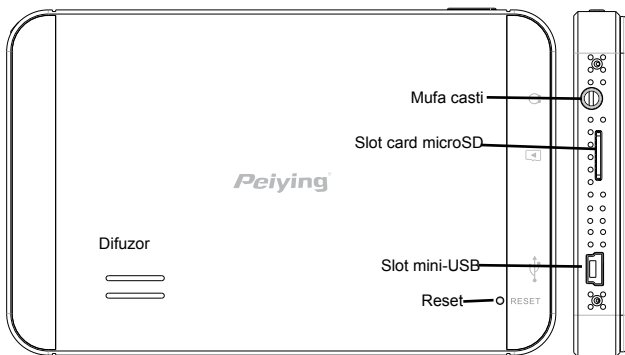 Mufa casti
Slot card microSD
Peiying
Difuzor
Slot mini-USB
Reset
RESET